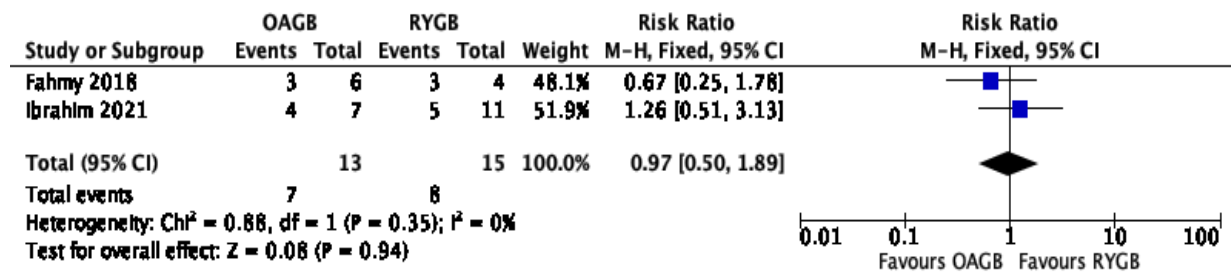 OAGB RYGB Risk Ratio Risk Ratio
Study or Subgroup Events Total Events Total Weight M-H, Fixed, 95% CI M-H, Fixed, 95% CI
Fahmy 2018 3 6 3 4 48.1% 0.67 [0.25, 1.78]
Ibrahim 2021 4 7 5 11 51.9% 1.26 [0.51, 3.13]
Total (95% CI) 13 15 100.0% 0.97 [0.50, 1.89]
Total events 7 8
Heterogeneity: Chi² = 0.88, df = 1 (P = 0.35); I² = 0%
Test for overall effect: Z = 0.08 (P = 0.94)
0.01 0.1 1 10 100
Favours OAGB Favours RYGB